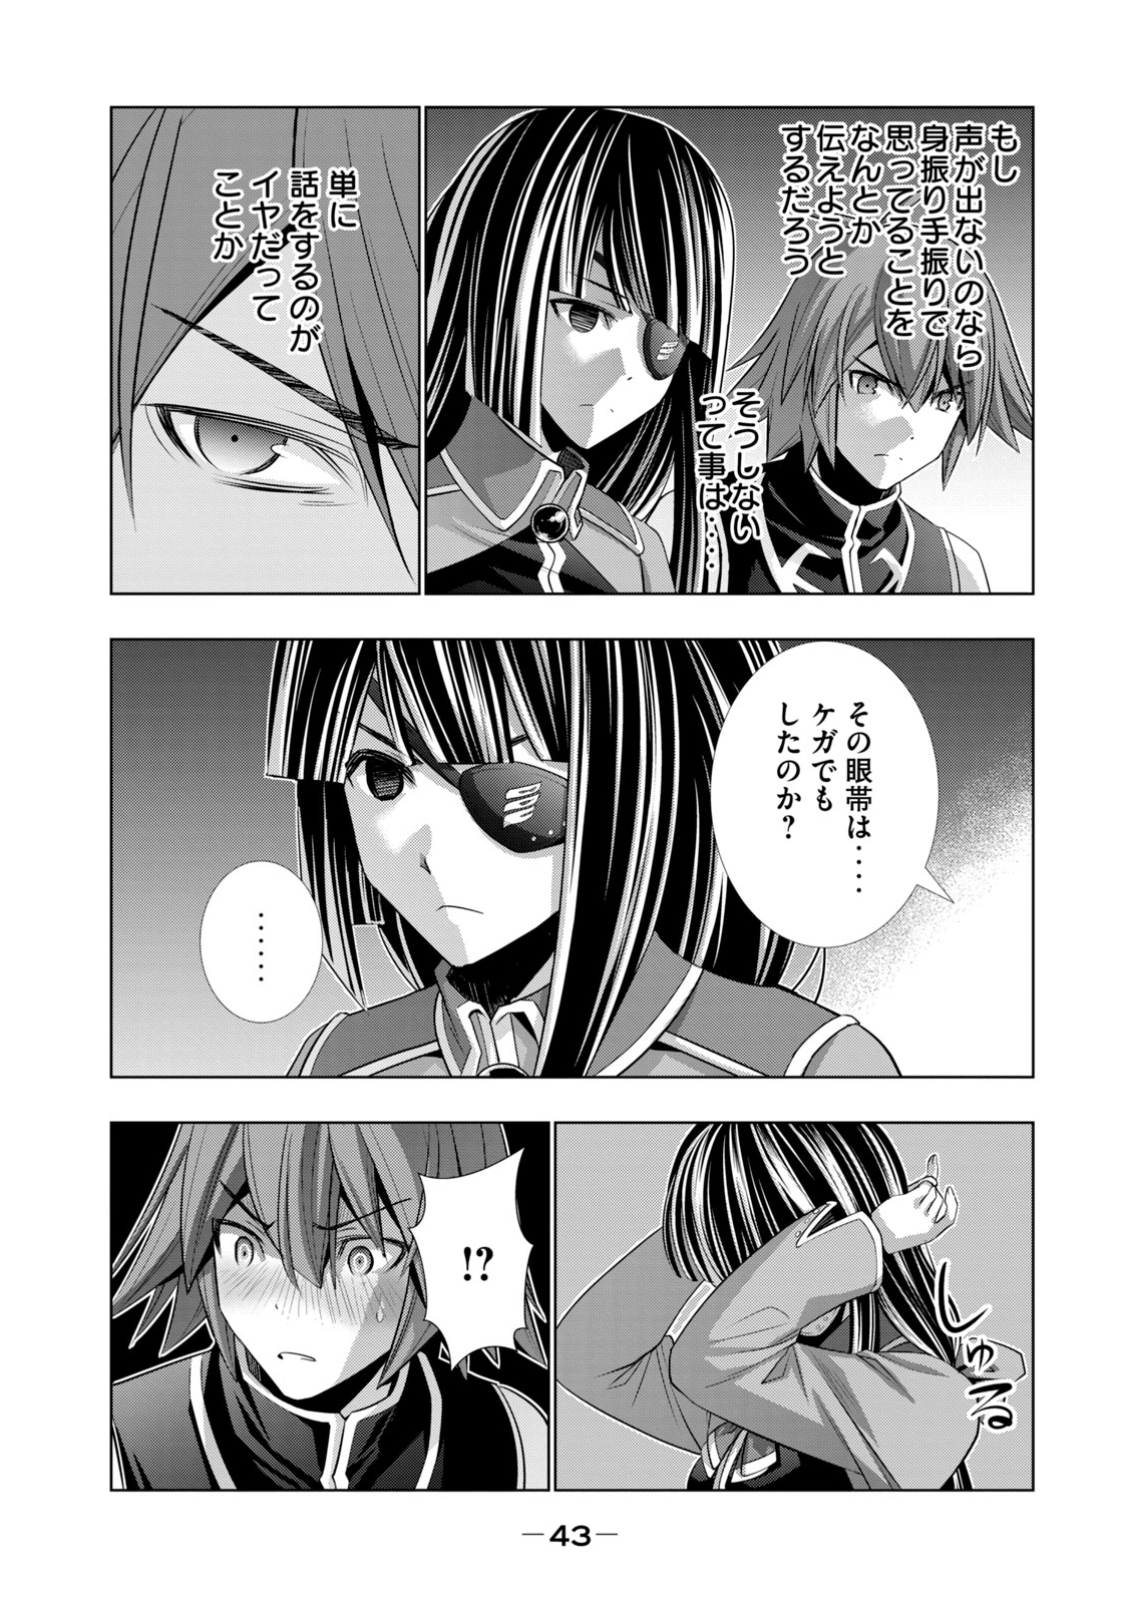 もし
声が出ないのなら
身振り手振りで
思ってることを
なんとか
伝えようと
するだろう
そうしない
って事は‥‥
単に
話をするのが
イヤだって
ことか
その眼帯は‥‥
ケガでも
したのか?
‥‥‥
しゅる
!?
—43—